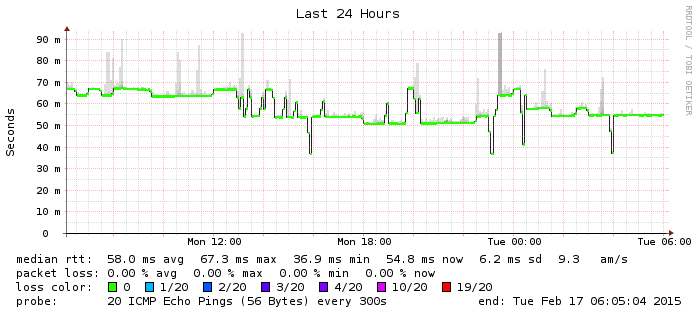 Last 24 Hours
RRDTOOL / TOBI OETIKER
Seconds
90 m
80 m
70 m
60 m
50 m
40 m
30 m
20 m
10 m
0
Mon 12:00 Mon 18:00 Tue 00:00 Tue 06:00
median rtt: 58.0 ms avg 67.3 ms max 36.9 ms min 54.8 ms now 6.2 ms sd 9.3 am/s
packet loss: 0.00 % avg 0.00 % max 0.00 % min 0.00 % now
loss color: 0 1/20 2/20 3/20 4/20 10/20 19/20
probe: 20 ICMP Echo Pings (56 Bytes) every 300s end: Tue Feb 17 06:05:04 2015